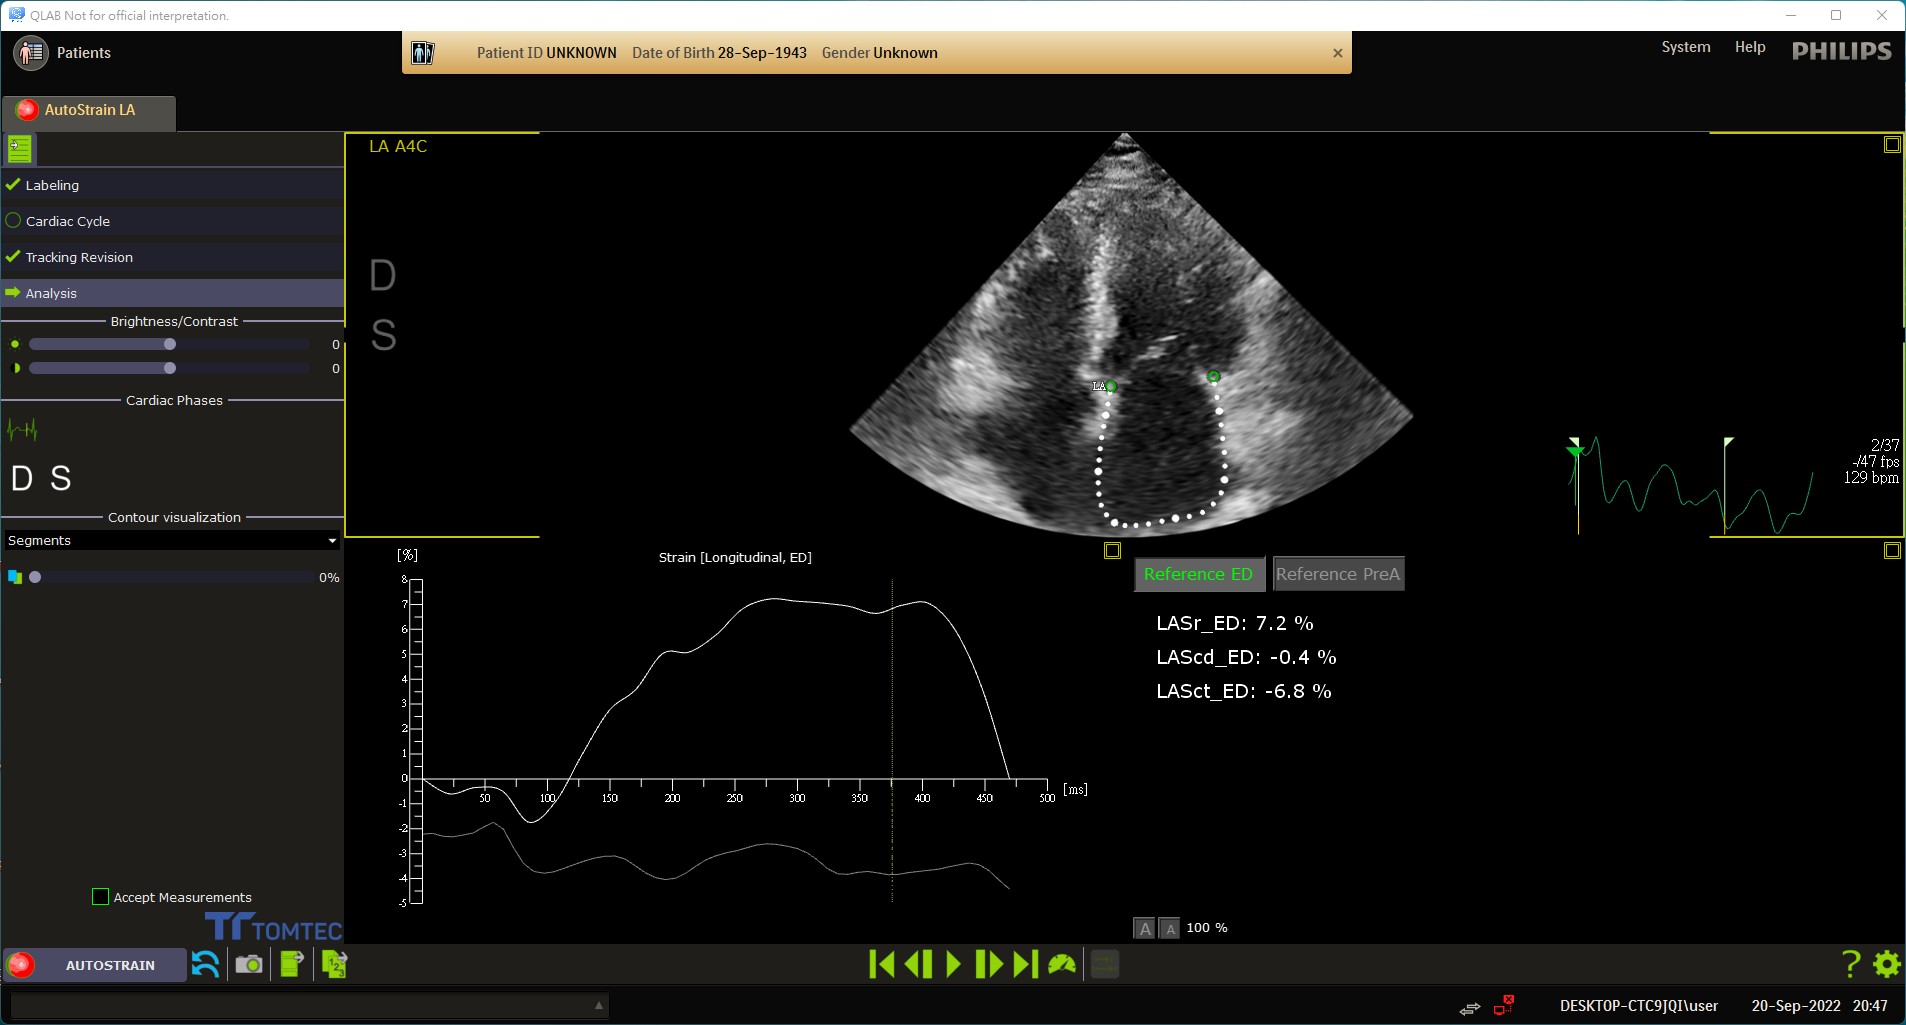 QLAB Not for official interpretation.
Patients
Patient ID UNKNOWN Date of Birth 28-Sep-1943 Gender Unknown
System Help PHILIPS
AutoStrain LA
Labeling
Cardiac Cycle
Tracking Revision
Analysis
Brightness/Contrast
0
0
Cardiac Phases
D S
Contour visualization
Segments
0%
Accept Measurements
TOMTEC
LA A4C
D
S
LA
2/37
-/47 fps
129 bpm
[%]
Strain [Longitudinal, ED]
8
7
6
5
4
3
2
1
0
-1
-2
-3
-4
-5
50 100 150 200 250 300 350 400 450 500 [ms]
Reference ED Reference PreA
LASr_ED: 7.2 %
LAScd_ED: -0.4 %
LASct_ED: -6.8 %
A A 100 %
AUTOSTRAIN
1 2 3
?
DESKTOP-CTC9JQI\user 20-Sep-2022 20:47